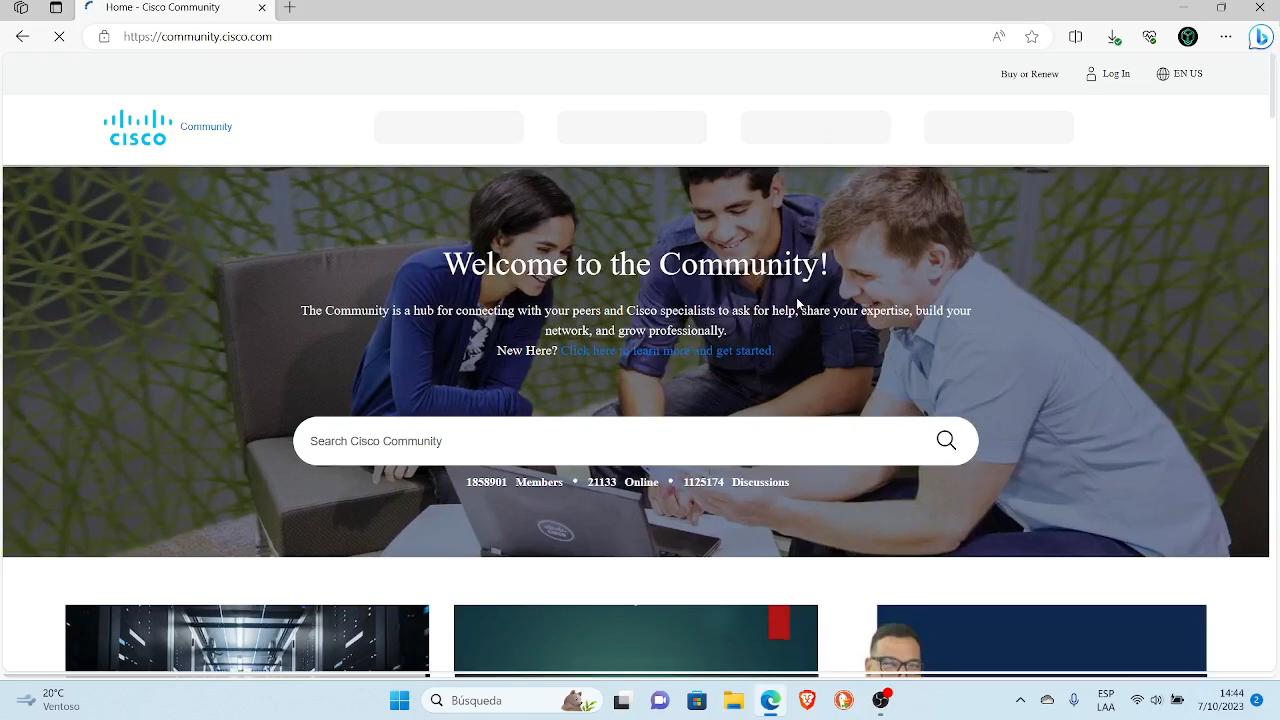 Home - Cisco Community
https://community.cisco.com
Buy or Renew
Log In
EN US
CISCO
Community
Welcome to the Community!
The Community is a hub for connecting with your peers and Cisco specialists to ask for help, share your expertise, build your
network, and grow professionally.
New Here? Click here to learn more and get started.
Search Cisco Community
1858901 Members • 21133 Online • 1125174 Discussions
20°C
Ventoso
Búsqueda
ESP
LAA
14:44
7/10/2023
2